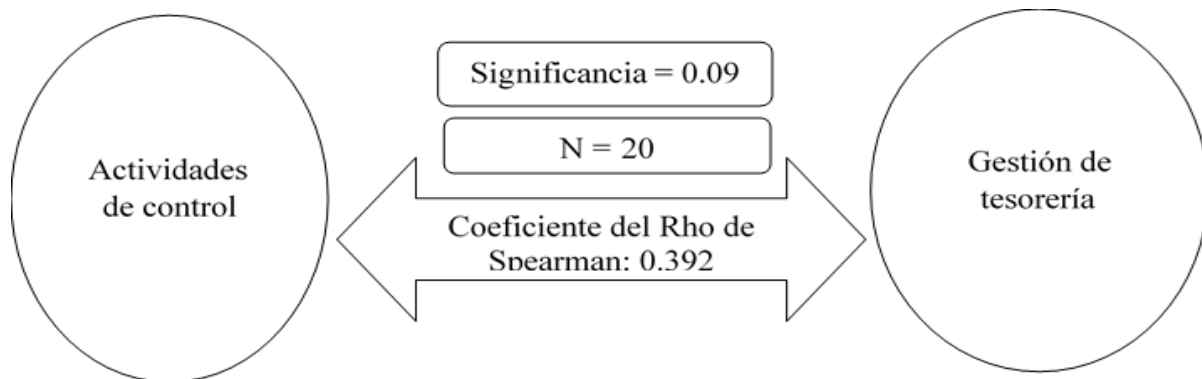 Significancia = 0.09
N = 20
Actividades
de control
Coeficiente del Rho de
Spearman: 0.392
Gestión de
tesorería